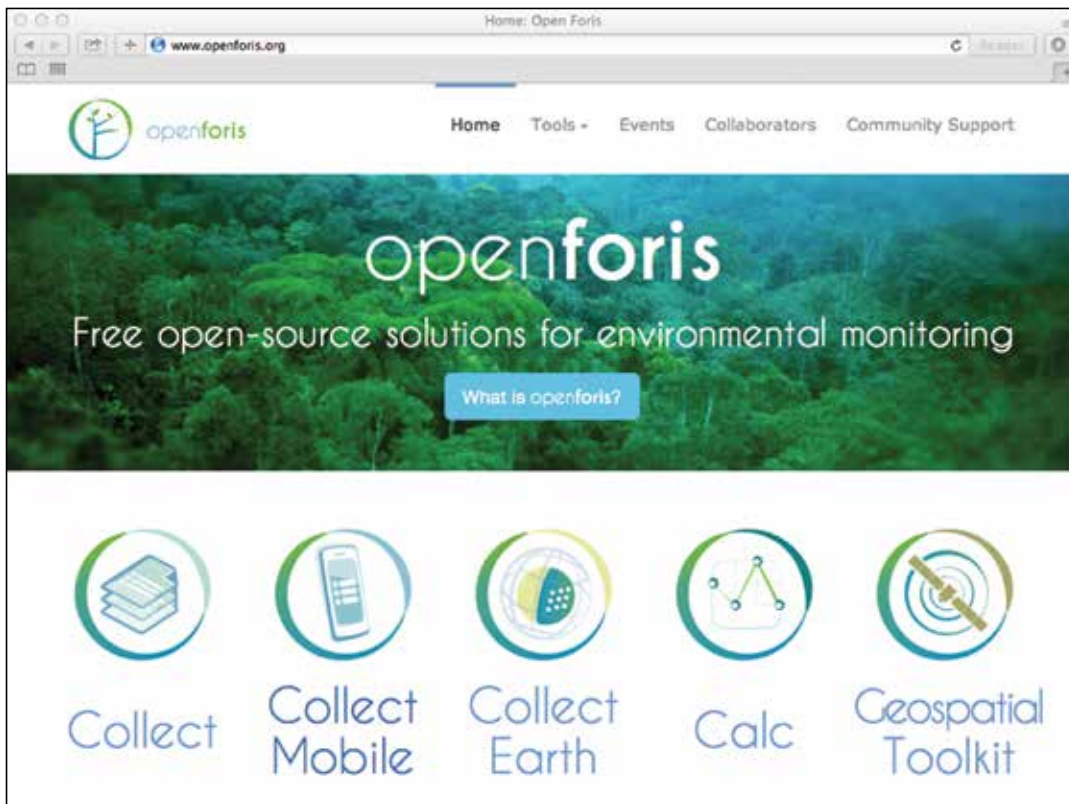 Home: Open Foris
www.openforis.org
Reader
openforis
Home Tools Events Collaborators Community Support
openforis
Free open-source solutions for environmental monitoring
What is openforis?
Collect
Collect Mobile
Collect Earth
Calc
Geospatial Toolkit